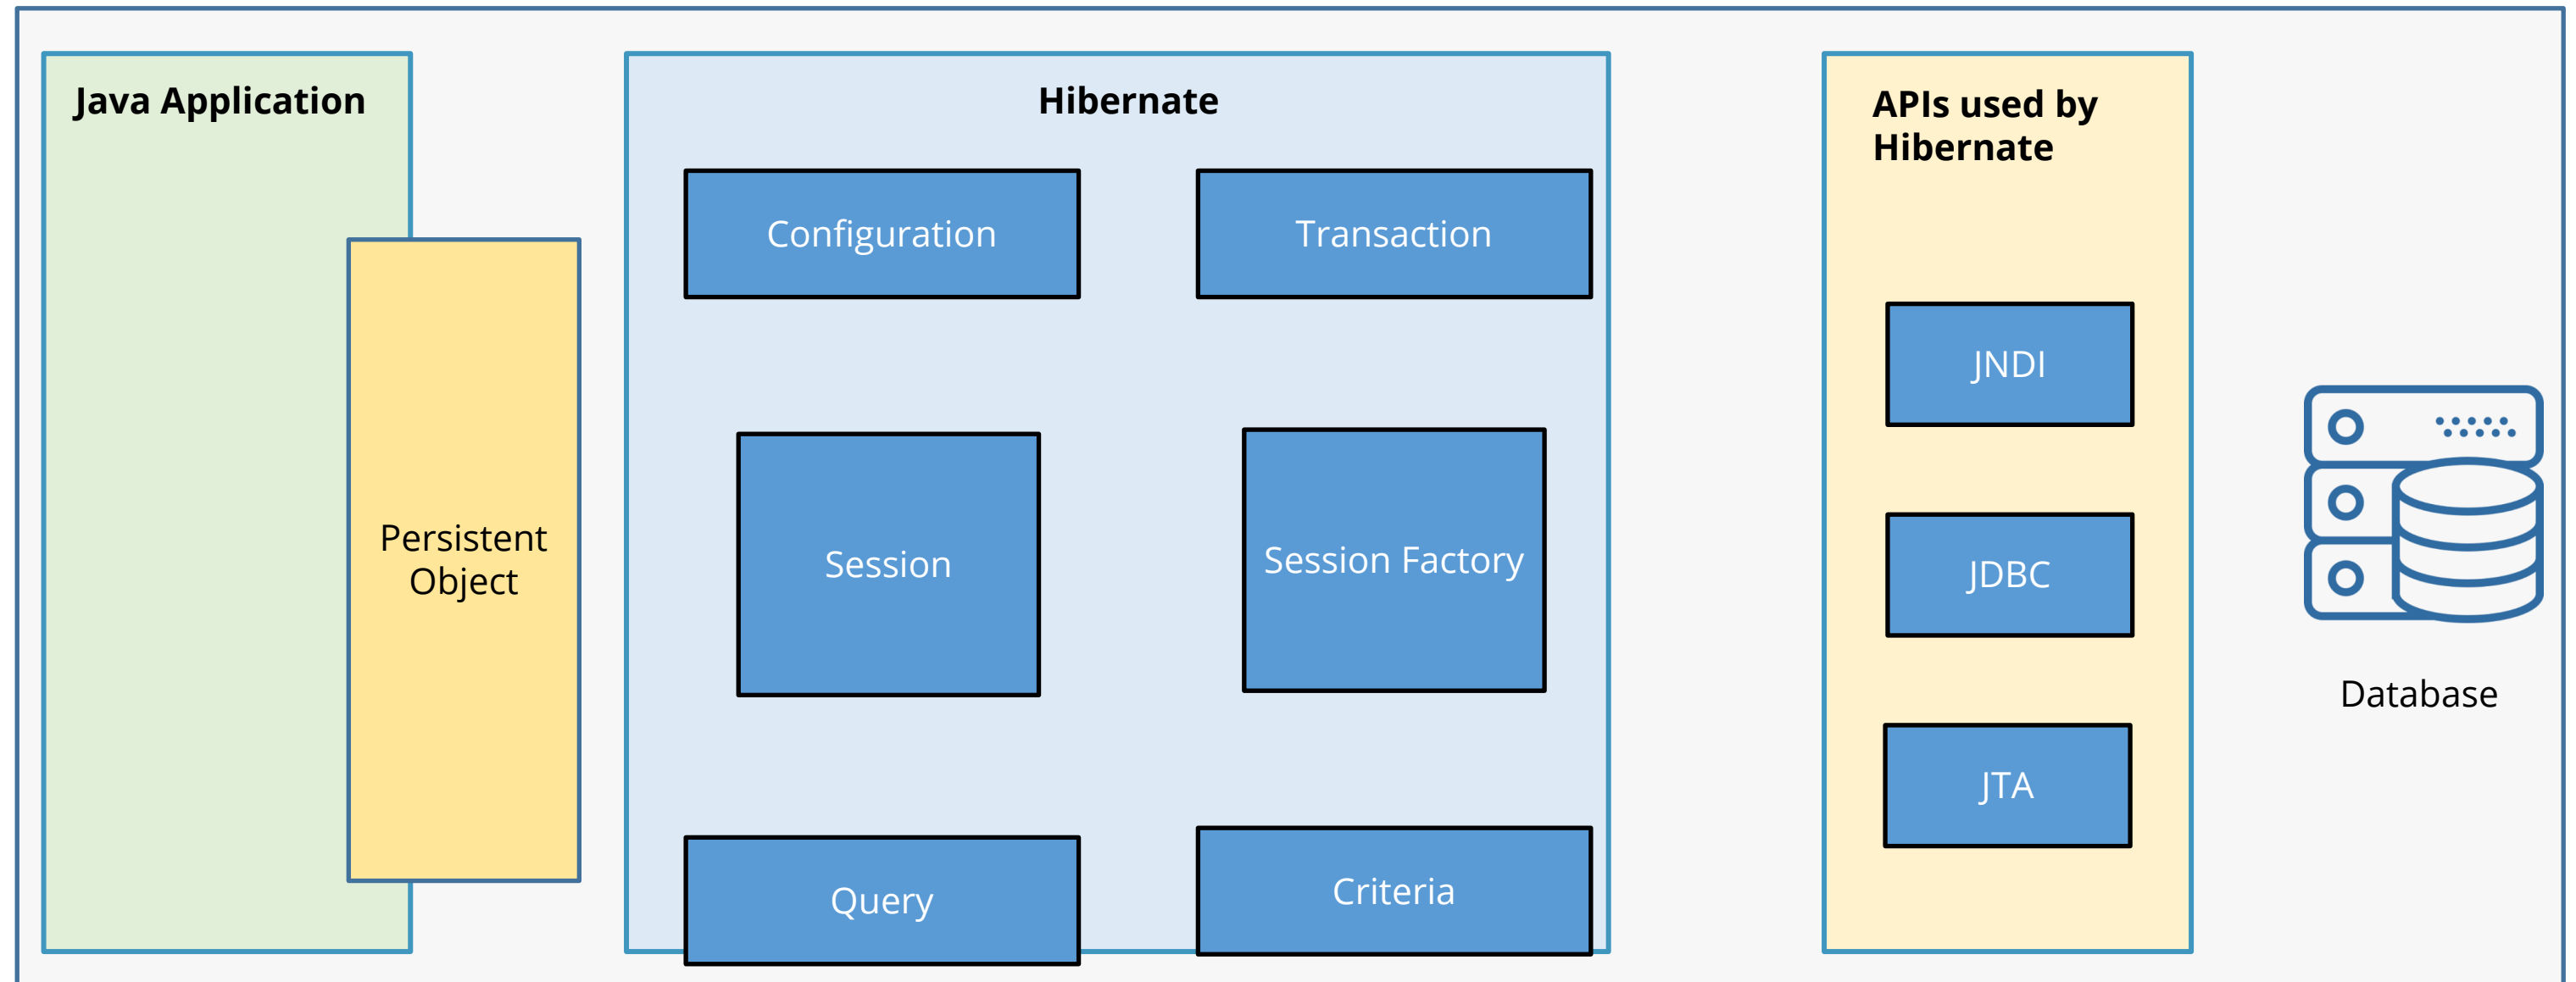 Java Application
Persistent
Object
Hibernate
Configuration
Transaction
Session
Session Factory
Query
Criteria
APIs used by
Hibernate
JNDI
JDBC
JTA
Database